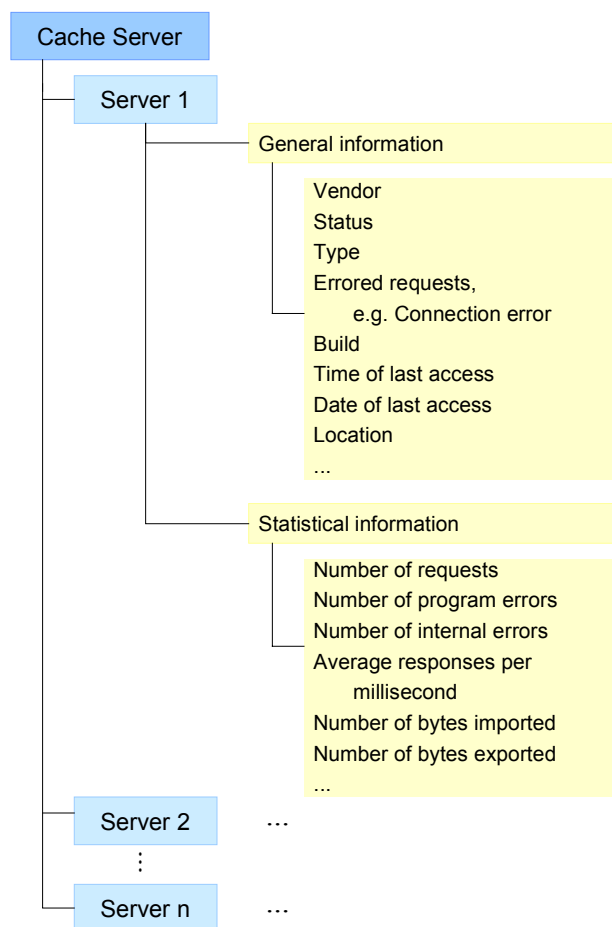 Cache Server
Server 1
General information
Vendor
Status
Type
Errored requests,
e.g. Connection error
Build
Time of last access
Date of last access
Location
...
Statistical information
Number of requests
Number of program errors
Number of internal errors
Average responses per
millisecond
Number of bytes imported
Number of bytes exported
...
Server 2 ...
...
Server n ...